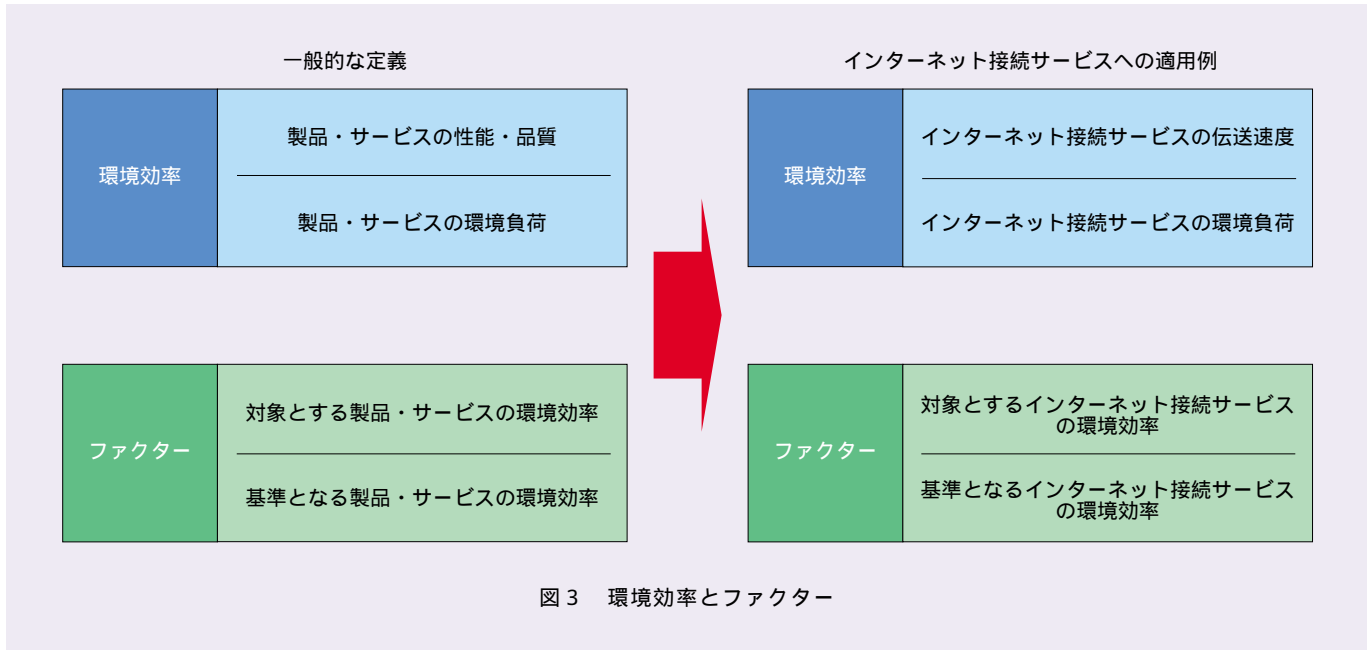 一般的な定義
環境効率
製品・サービスの性能・品質
製品・サービスの環境負荷
ファクター
対象とする製品・サービスの環境効率
基準となる製品・サービスの環境効率
インターネット接続サービスへの適用例
環境効率
インターネット接続サービスの伝送速度
インターネット接続サービスの環境負荷
ファクター
対象とするインターネット接続サービス
の環境効率
基準となるインターネット接続サービス
の環境効率
図3 環境効率とファクター